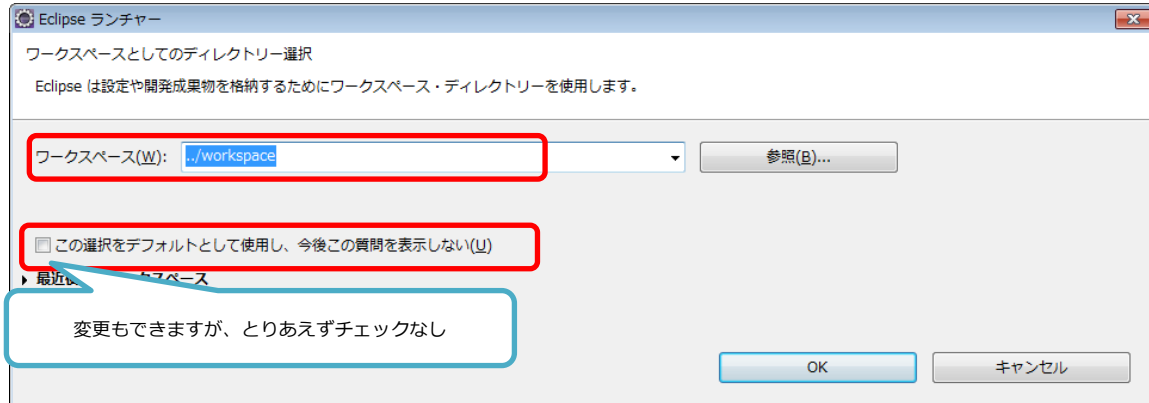 Eclipse ランチャー
ワークスペースとしてのディレクトリー選択
Eclipse は設定や開発成果物を格納するためにワークスペース・ディレクトリーを使用します。
ワークスペース(W): ../workspace 参照(B)...
この選択をデフォルトとして使用し、今後この質問を表示しない(U)
最近
変更もできますが、とりあえずチェックなし
OK キャンセル